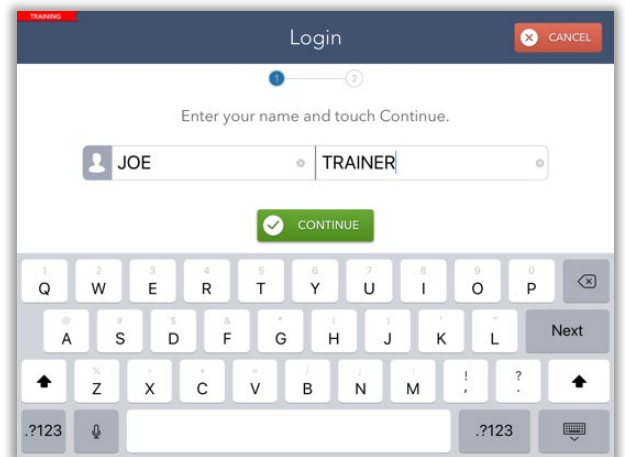 TRAINING
Login
CANCEL
1 2
Enter your name and touch Continue.
JOE TRAINER
CONTINUE
1 2 3 4 5 6 7 8 9 0
Q W E R T Y U I O P
@ # $ & * ( ) ' "
A S D F G H J K L Next
% - + = / ; : ! ?
Z X C V B N M , .
.?123 .?123